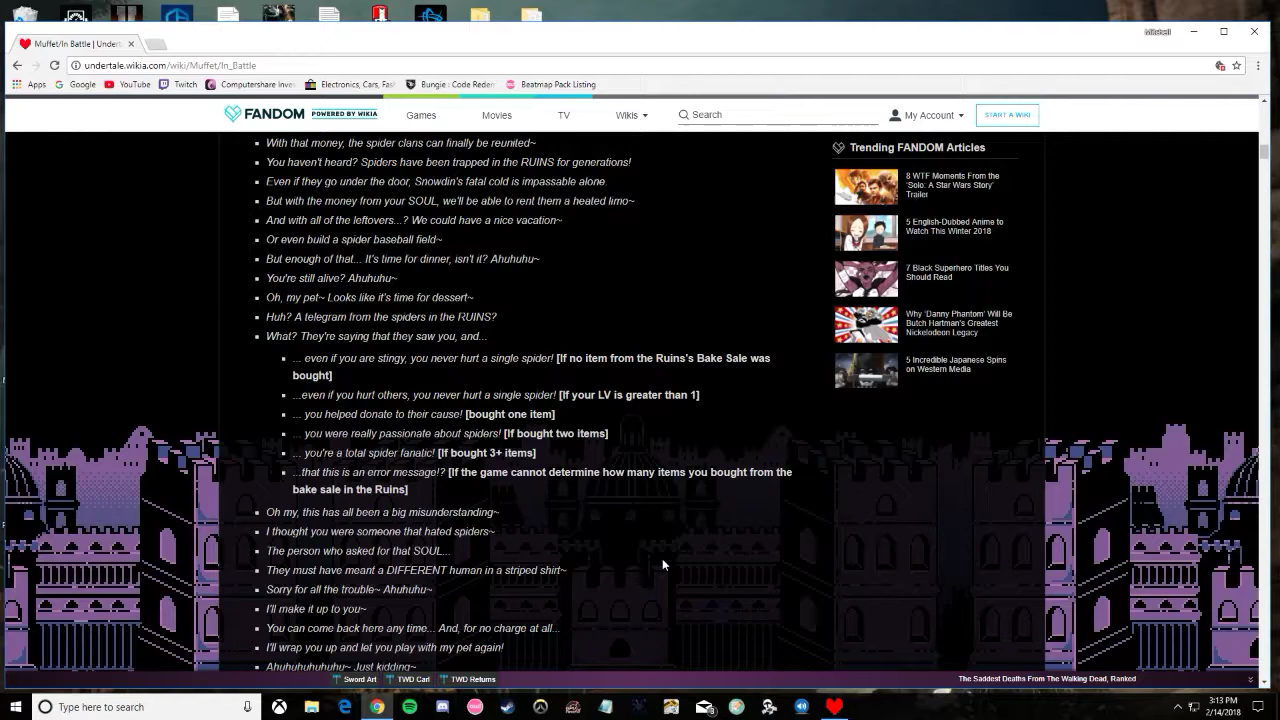 Mitchell
Muffet/In Battle | Undert
undertale.wikia.com/wiki/Muffet/In_Battle
Apps Google YouTube Twitch Computershare Inves Electronics, Cars, Fas Bungie : Code Redem Beatmap Pack Listing
FANDOM POWERED BY WIKIA Games Movies TV Wikis Search My Account START A WIKI
With that money, the spider clans can finally be reunited~
You haven't heard? Spiders have been trapped in the RUINS for generations!
Even if they go under the door, Snowdin's fatal cold is impassable alone.
But with the money from your SOUL, we'll be able to rent them a heated limo~
And with all of the leftovers...? We could have a nice vacation~
Or even build a spider baseball field~
But enough of that... It's time for dinner, isn't it? Ahuhuhu~
You're still alive? Ahuhuhu~
Oh, my pet~ Looks like it's time for dessert~
Huh? A telegram from the spiders in the RUINS?
What? They're saying that they saw you, and...
... even if you are stingy, you never hurt a single spider! [If no item from the Ruins's Bake Sale was
bought]
...even if you hurt others, you never hurt a single spider! [If your LV is greater than 1]
... you helped donate to their cause! [bought one item]
... you were really passionate about spiders! [If bought two items]
... you're a total spider fanatic! [If bought 3+ items]
...that this is an error message!? [If the game cannot determine how many items you bought from the
bake sale in the Ruins]
Oh my, this has all been a big misunderstanding~
I thought you were someone that hated spiders~
The person who asked for that SOUL...
They must have meant a DIFFERENT human in a striped shirt~
Sorry for all the trouble~ Ahuhuhu~
I'll make it up to you~
You can come back here any time... And, for no charge at all...
I'll wrap you up and let you play with my pet again!
Ahuhuhuhuhuhu~ Just kidding~
Trending FANDOM Articles
8 WTF Moments From the
'Solo: A Star Wars Story'
Trailer
5 English-Dubbed Anime to
Watch This Winter 2018
7 Black Superhero Titles You
Should Read
Why 'Danny Phantom' Will Be
Butch Hartman's Greatest
Nickelodeon Legacy
5 Incredible Japanese Spins
on Western Media
Sword Art TWD Carl TWD Returns The Saddest Deaths From The Walking Dead, Ranked
Type here to search
3:13 PM
2/14/2018